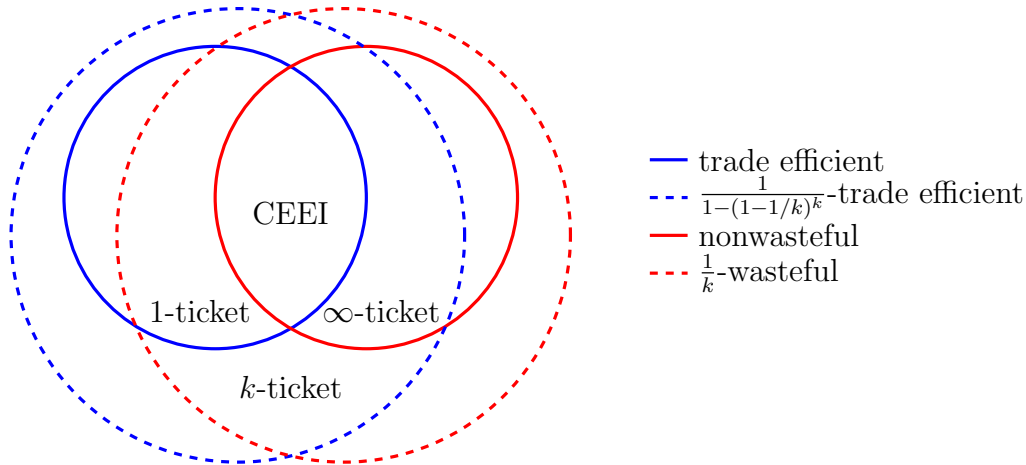 CEEI
1-ticket
∞-ticket
k-ticket
trade efficient
1/(1−(1−1/k)^k)-trade efficient
nonwasteful
1/k-wasteful